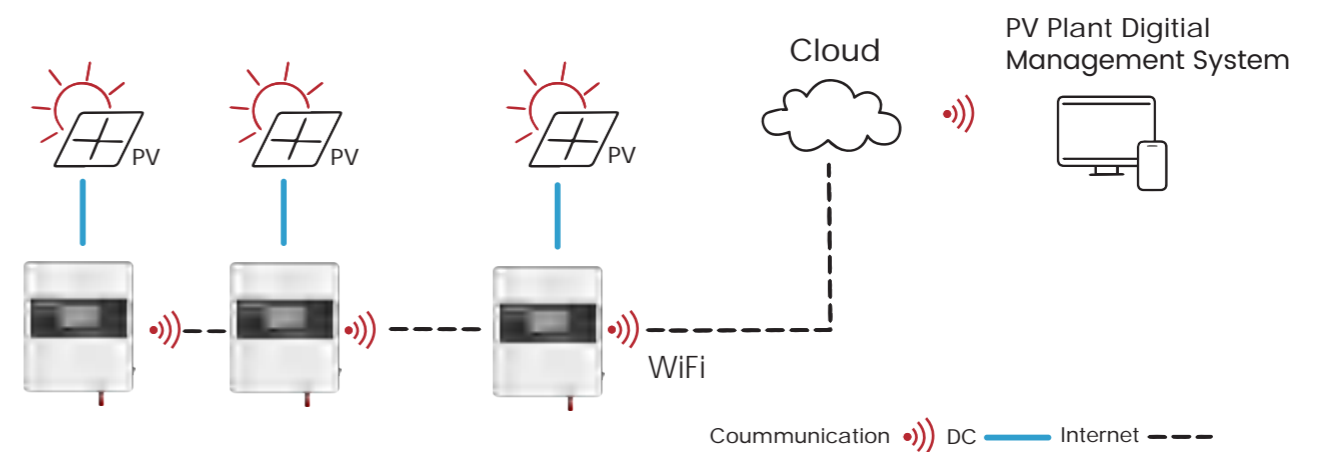 PV Plant Digitial
Management System
Cloud
PV
PV
PV
WiFi
Coummunication DC Internet